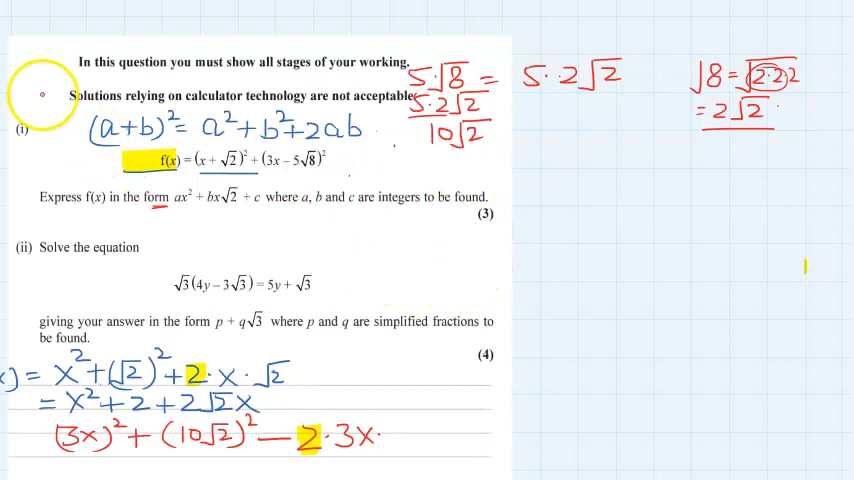 In this question you must show all stages of your working.
5·√8 = 5·2√2
√8 = √2·2·2
Solutions relying on calculator technology are not acceptable
5·2√2
= 2√2
(i) (a+b)² = a² + b² + 2ab
10√2
f(x) = (x + √2)² + (3x – 5√8)²
Express f(x) in the form ax² + bx√2 + c where a, b and c are integers to be found.
(3)
(ii) Solve the equation
√3(4y – 3√3) = 5y + √3
giving your answer in the form p + q√3 where p and q are simplified fractions to
be found.
(4)
x) = x² + (√2)² + 2·x·√2
= x² + 2 + 2√2x
(3x)² + (10√2)² – 2·3x·